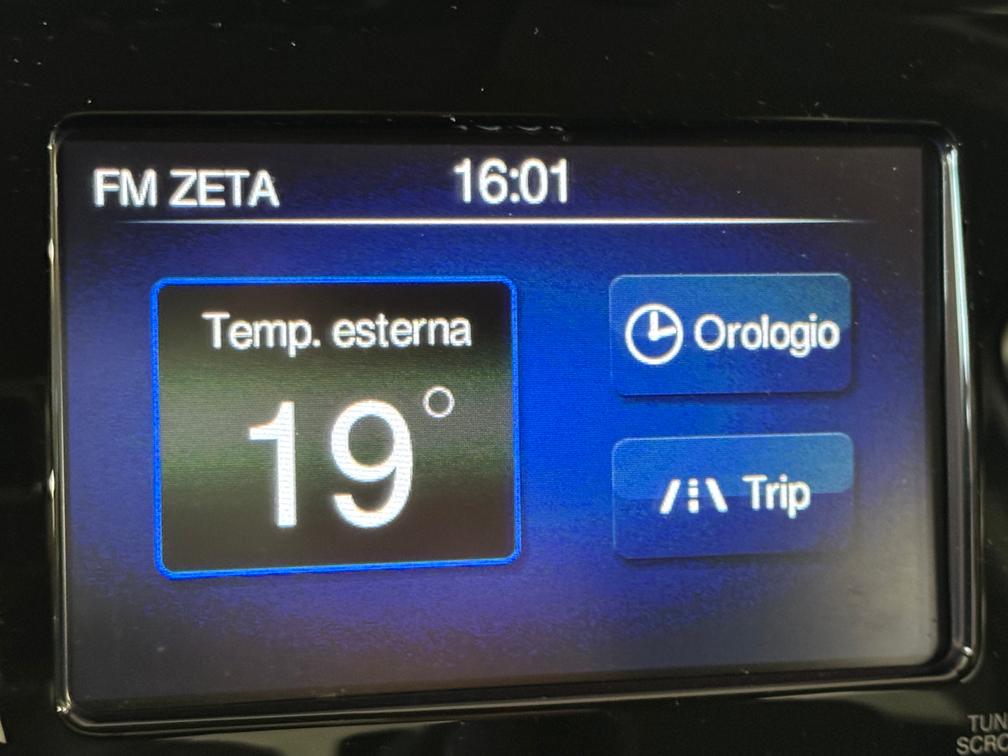 FM ZETA 16:01
Temp. esterna
19°
Orologio
Trip